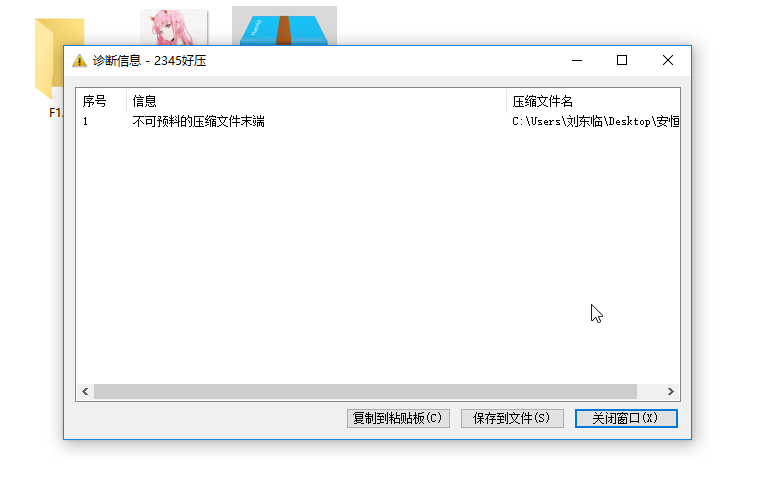 F1.
诊断信息 - 2345好压
序号 信息 压缩文件名
1 不可预料的压缩文件末端 C:\Users\刘东临\Desktop\安恒
复制到粘贴板(C) 保存到文件(S) 关闭窗口(X)